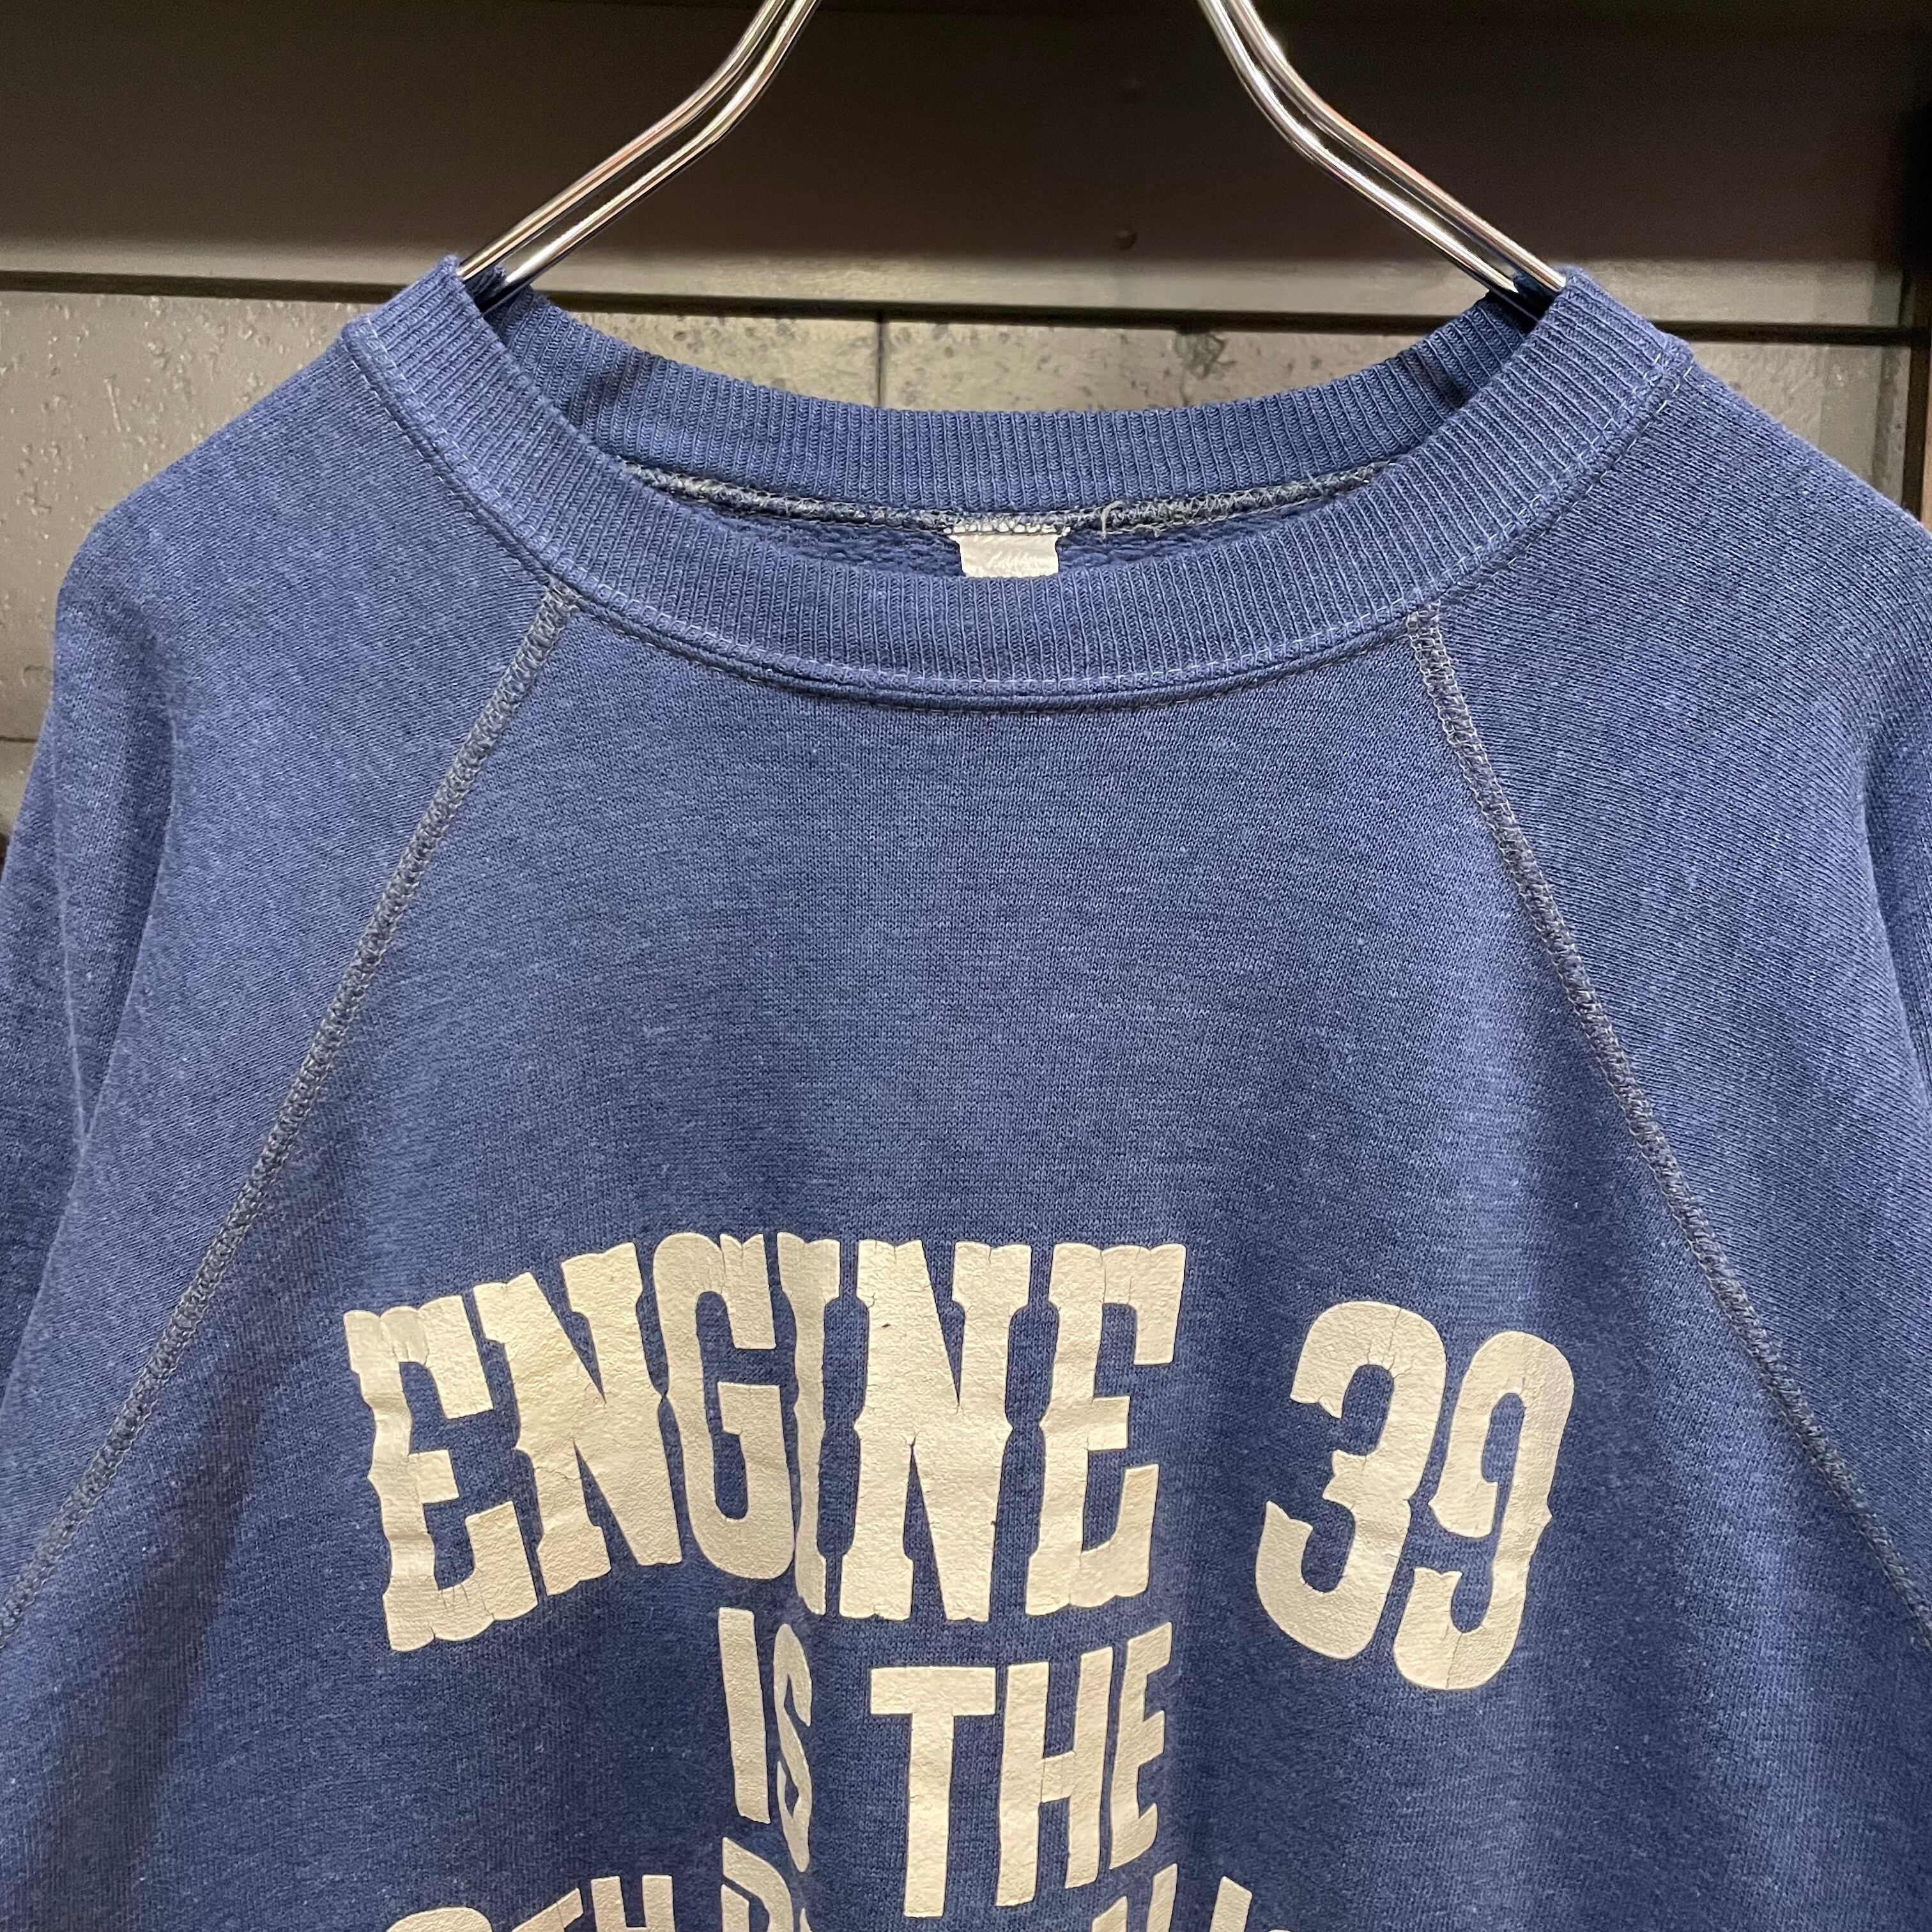 ENGINE 39
IS THE